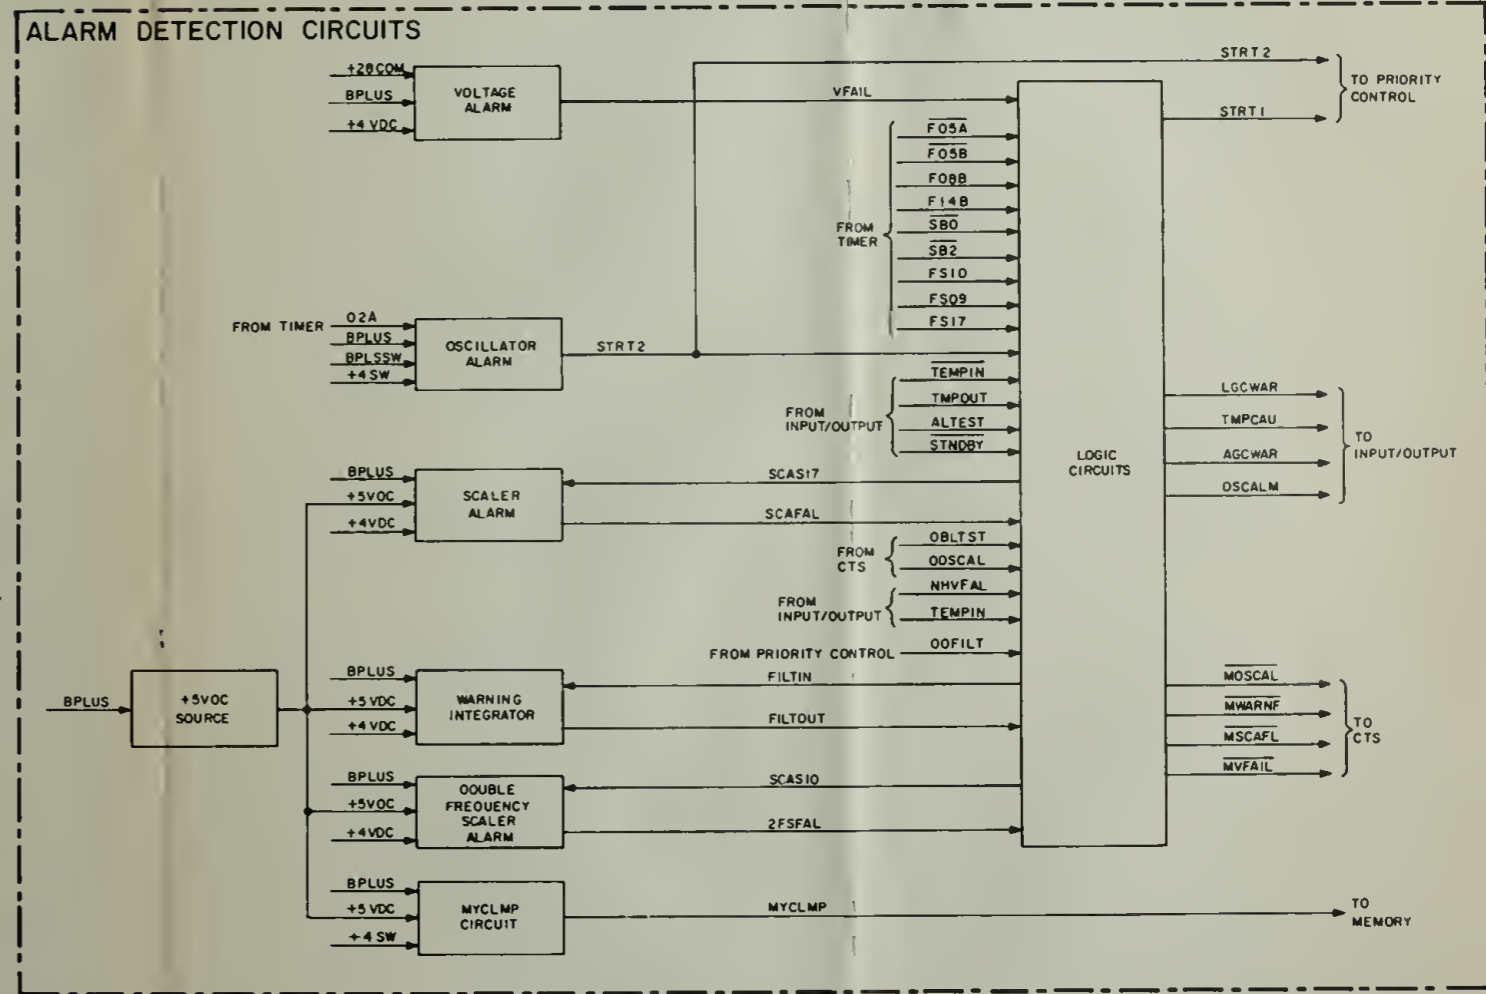 ALARM DETECTION CIRCUITS
+28COM
BPLUS
+4 VDC
VOLTAGE
ALARM
VFAIL
STRT 2
STRT 1
TO PRIORITY
CONTROL
F05A
F05B
F08B
F14B
SB0
SB2
FS10
FS09
FS17
FROM
TIMER
FROM TIMER
02A
BPLUS
BPLSSW
+4 SW
OSCILLATOR
ALARM
STRT2
TEMPIN
TMPOUT
ALTEST
STNDBY
FROM
INPUT/OUTPUT
LOGIC
CIRCUITS
LGCWAR
TMPCAU
AGCWAR
OSCALM
TO
INPUT/OUTPUT
BPLUS
+5VDC
+4VDC
SCALER
ALARM
SCAS17
SCAFAL
FROM
CTS
OBLTST
ODSCAL
FROM
INPUT/OUTPUT
NHVFAL
TEMPIN
FROM PRIORITY CONTROL
OOFILT
BPLUS
+5VDC
SOURCE
BPLUS
+5 VDC
+4 VDC
WARNING
INTEGRATOR
FILTIN
FILTOUT
MOSCAL
MWARNF
MSCAFL
MVFAIL
TO
CTS
BPLUS
+5VDC
+4VDC
DOUBLE
FREQUENCY
SCALER
ALARM
SCAS10
2FSFAL
BPLUS
+5 VDC
+4 SW
MYCLMP
CIRCUIT
MYCLMP
TO
MEMORY